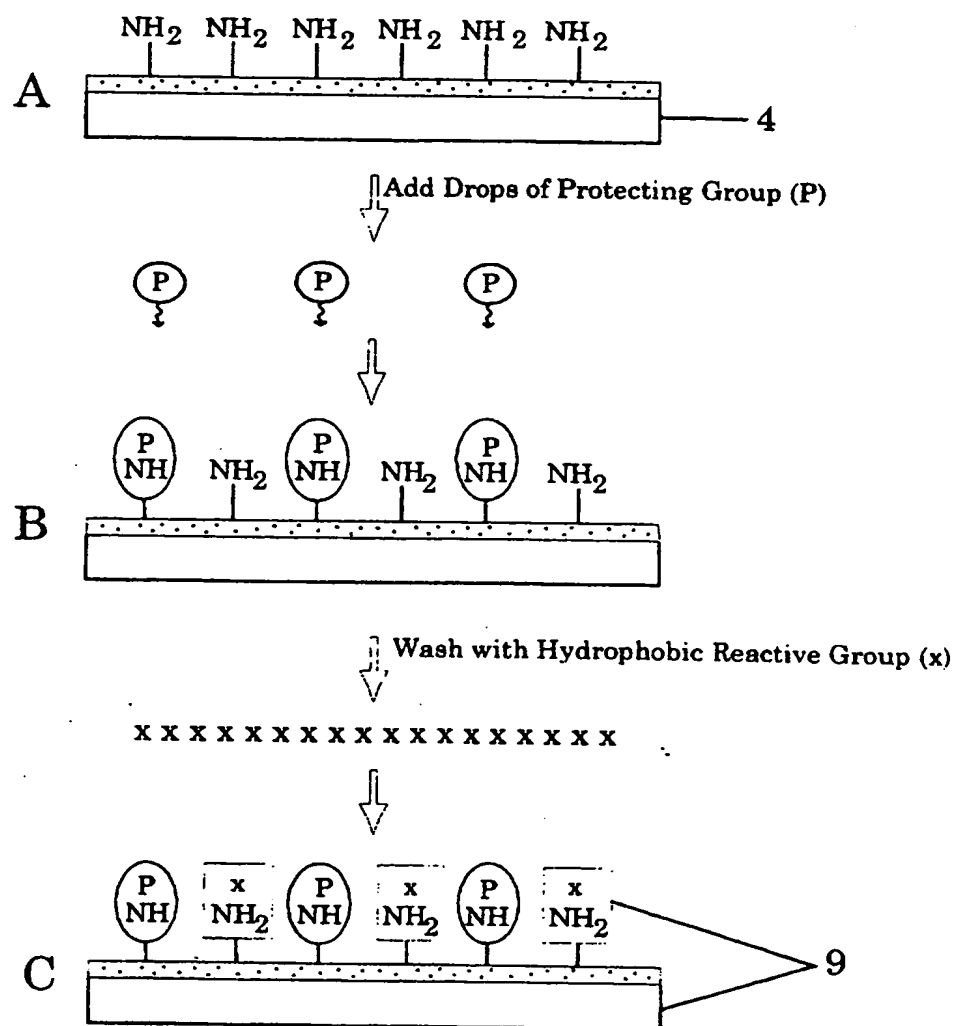 NH2 NH2 NH2 NH2 NH2 NH2
A
4
Add Drops of Protecting Group (P)
P P P
P P P
NH NH2 NH NH2 NH NH2
B
Wash with Hydrophobic Reactive Group (x)
x x x x x x x x x x x x x x x x x x
P x P x P x
NH NH2 NH NH2 NH NH2
C
9